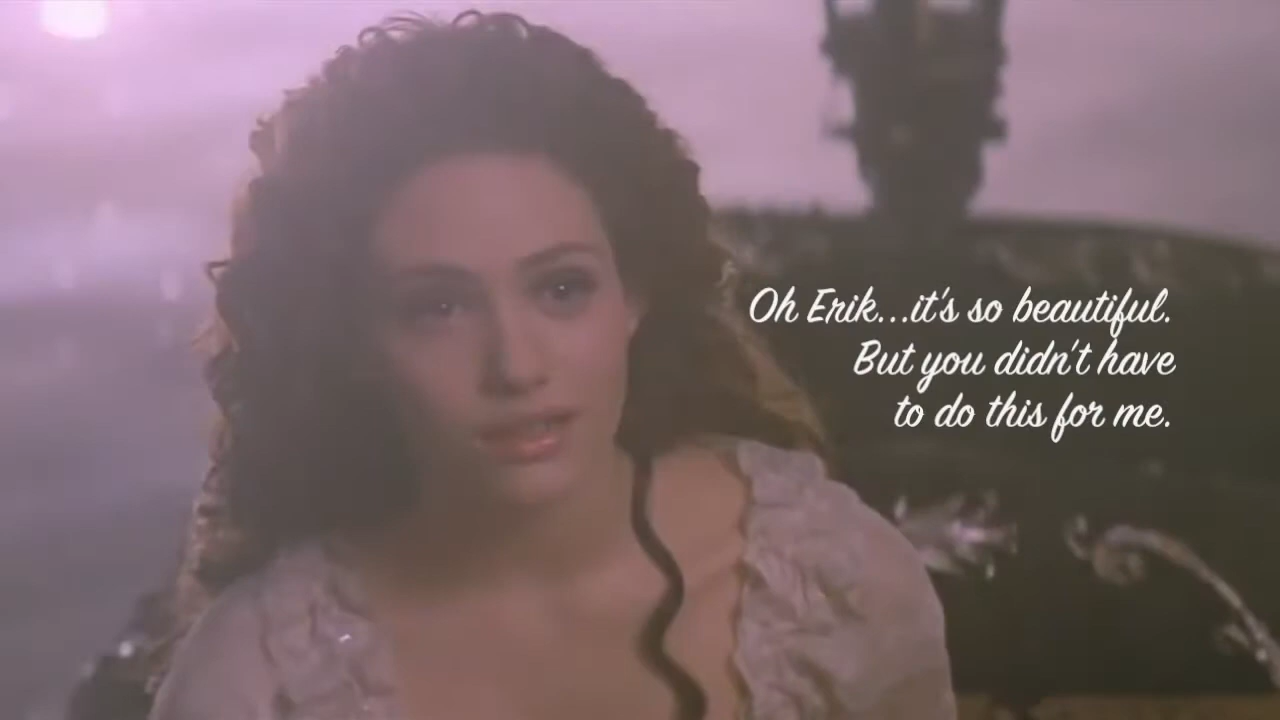 Oh Erik...it's so beautiful.
But you didn't have
to do this for me.